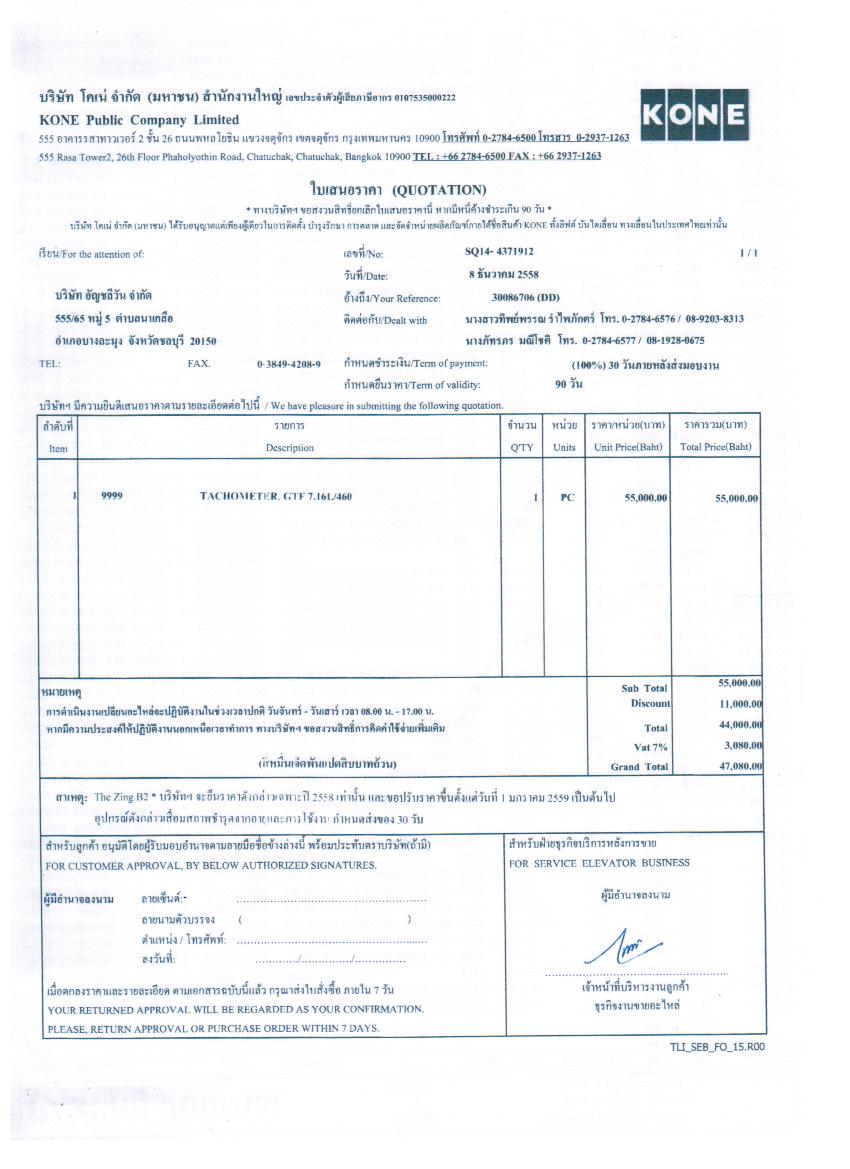 บริษัท โคเน่ จำกัด (มหาชน) สำนักงานใหญ่ เลขประจำตัวผู้เสียภาษีอากร 0107535000222
KONE
KONE Public Company Limited
555 อาคารรสาทาวเวอร์ 2 ชั้น 26 ถนนพหลโยธิน แขวงจตุจักร เขตจตุจักร กรุงเทพมหานคร 10900 โทรศัพท์ 0-2784-6500 โทรสาร 0-2937-1263
555 Rasa Tower2, 26th Floor Phaholyothin Road, Chatuchak, Chatuchak, Bangkok 10900 TEL : +66 2784-6500 FAX : +66 2937-1263
ใบเสนอราคา (QUOTATION)
* ทางบริษัทฯ ขอสงวนสิทธิ์ยกเลิกใบเสนอราคานี้ หากมีหนี้ค้างชำระเกิน 90 วัน *
บริษัท โคเน่ จำกัด (มหาชน) ได้รับอนุญาตแต่เพียงผู้เดียวในการติดตั้ง บำรุงรักษา การตลาด และจัดจำหน่ายผลิตภัณฑ์ภายใต้ชื่อสินค้า KONE ทั้งลิฟต์ บันไดเลื่อน ทางเลื่อนในประเทศไทยเท่านั้น
เรียน/For the attention of:
เลขที่/No: SQ14- 4371912 1 / 1
วันที่/Date: 8 ธันวาคม 2558
บริษัท อัญชลีวัน จำกัด
อ้างถึง/Your Reference: 30086706 (DD)
555/65 หมู่ 5 ตำบลนาเกลือ
ติดต่อกับ/Dealt with นางสาวทิพย์พรรณ รำไพภักตร์ โทร. 0-2784-6576 / 08-9203-8313
อำเภอบางละมุง จังหวัดชลบุรี 20150
นางภัทรภร มณีโชติ โทร. 0-2784-6577 / 08-1928-0675
TEL: FAX. 0-3849-4208-9
กำหนดชำระเงิน/Term of payment: (100%) 30 วันภายหลังส่งมอบงาน
กำหนดยืนราคา/Term of validity: 90 วัน
บริษัทฯ มีความยินดีเสนอราคาตามรายละเอียดต่อไปนี้ / We have pleasure in submitting the following quotation.
ลำดับที่ รายการ จำนวน หน่วย ราคา/หน่วย(บาท) ราคารวม(บาท)
Item Description Q'TY Units Unit Price(Baht) Total Price(Baht)
1 9999 TACHOMETER, GTF 7.16L/460 1 PC 55,000.00 55,000.00
หมายเหตุ
Sub Total 55,000.00
การดำเนินงานเปลี่ยนอะไหล่จะปฏิบัติงานในช่วงเวลาปกติ วันจันทร์ - วันเสาร์ เวลา 08.00 น. - 17.00 น.
Discount 11,000.00
หากมีความประสงค์ให้ปฏิบัติงานนอกเหนือเวลาทำการ ทางบริษัทฯ ขอสงวนสิทธิ์การคิดค่าใช้จ่ายเพิ่มเติม
Total 44,000.00
Vat 7% 3,080.00
(สี่หมื่นเจ็ดพันแปดสิบบาทถ้วน)
Grand Total 47,080.00
สาเหตุ: The Zing B2 * บริษัทฯ จะยืนราคาดังกล่าวเฉพาะปี 2558 เท่านั้น และขอปรับราคาขึ้นตั้งแต่วันที่ 1 มกราคม 2559 เป็นต้นไป
อุปกรณ์ดังกล่าวเสื่อมสภาพชำรุดจากอายุและการใช้งาน กำหนดส่งของ 30 วัน
สำหรับลูกค้า อนุมัติโดยผู้รับมอบอำนาจตามลายมือชื่อข้างล่างนี้ พร้อมประทับตราบริษัท(ถ้ามี)
FOR CUSTOMER APPROVAL, BY BELOW AUTHORIZED SIGNATURES.
ผู้มีอำนาจลงนาม ลายเซ็นต์:-
ลายนามตัวบรรจง ( )
ตำแหน่ง / โทรศัพท์:
ลงวันที่: / /
เมื่อตกลงราคาและรายละเอียด ตามเอกสารฉบับนี้แล้ว กรุณาส่งใบสั่งซื้อ ภายใน 7 วัน
YOUR RETURNED APPROVAL WILL BE REGARDED AS YOUR CONFIRMATION.
PLEASE, RETURN APPROVAL OR PURCHASE ORDER WITHIN 7 DAYS.
สำหรับฝ่ายธุรกิจบริการหลังการขาย
FOR SERVICE ELEVATOR BUSINESS
ผู้มีอำนาจลงนาม
เจ้าหน้าที่บริหารงานลูกค้า
ธุรกิจงานขายอะไหล่
TLI_SEB_FO_15.R00